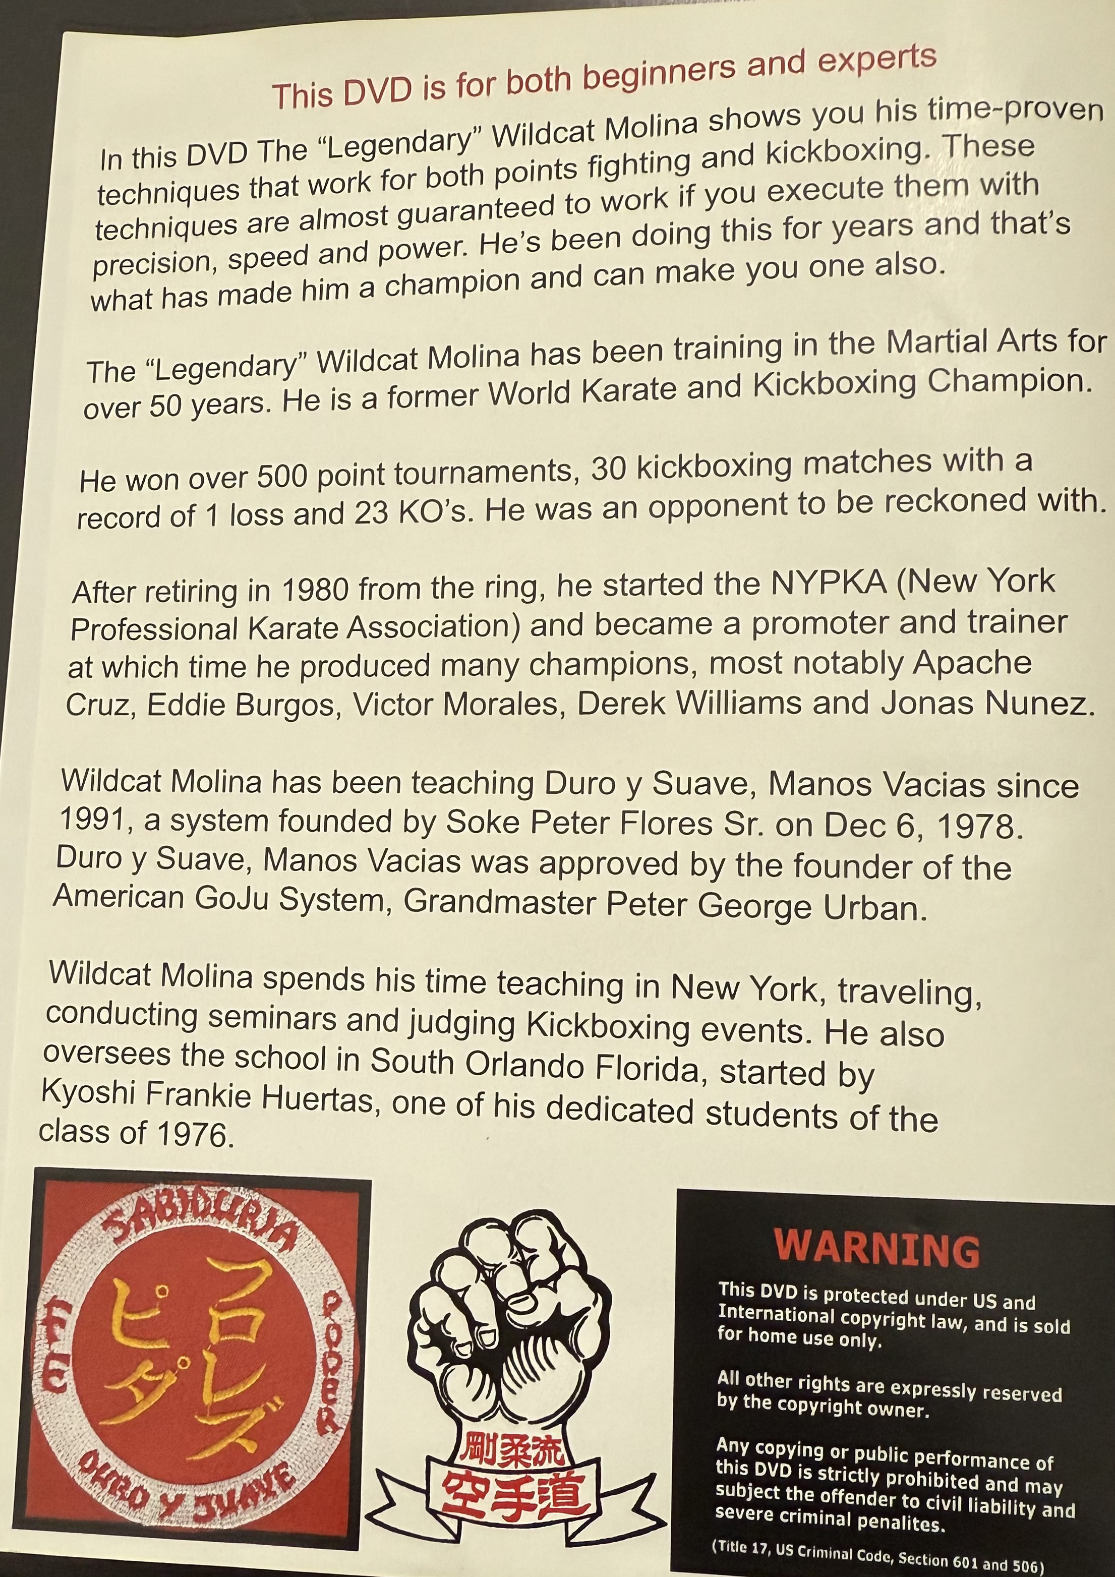 This DVD is for both beginners and experts
In this DVD The “Legendary” Wildcat Molina shows you his time-proven
techniques that work for both points fighting and kickboxing. These
techniques are almost guaranteed to work if you execute them with
precision, speed and power. He’s been doing this for years and that’s
what has made him a champion and can make you one also.
The “Legendary” Wildcat Molina has been training in the Martial Arts for
over 50 years. He is a former World Karate and Kickboxing Champion.
He won over 500 point tournaments, 30 kickboxing matches with a
record of 1 loss and 23 KO’s. He was an opponent to be reckoned with.
After retiring in 1980 from the ring, he started the NYPKA (New York
Professional Karate Association) and became a promoter and trainer
at which time he produced many champions, most notably Apache
Cruz, Eddie Burgos, Victor Morales, Derek Williams and Jonas Nunez.
Wildcat Molina has been teaching Duro y Suave, Manos Vacias since
1991, a system founded by Soke Peter Flores Sr. on Dec 6, 1978.
Duro y Suave, Manos Vacias was approved by the founder of the
American GoJu System, Grandmaster Peter George Urban.
Wildcat Molina spends his time teaching in New York, traveling,
conducting seminars and judging Kickboxing events. He also
oversees the school in South Orlando Florida, started by
Kyoshi Frankie Huertas, one of his dedicated students of the
class of 1976.
SABIDURIA
FE
PODER
DURO Y SUAVE
フロレズ
ピダ
剛柔流
空手道
WARNING
This DVD is protected under US and
International copyright law, and is sold
for home use only.
All other rights are expressly reserved
by the copyright owner.
Any copying or public performance of
this DVD is strictly prohibited and may
subject the offender to civil liability and
severe criminal penalites.
(Title 17, US Criminal Code, Section 601 and 506)